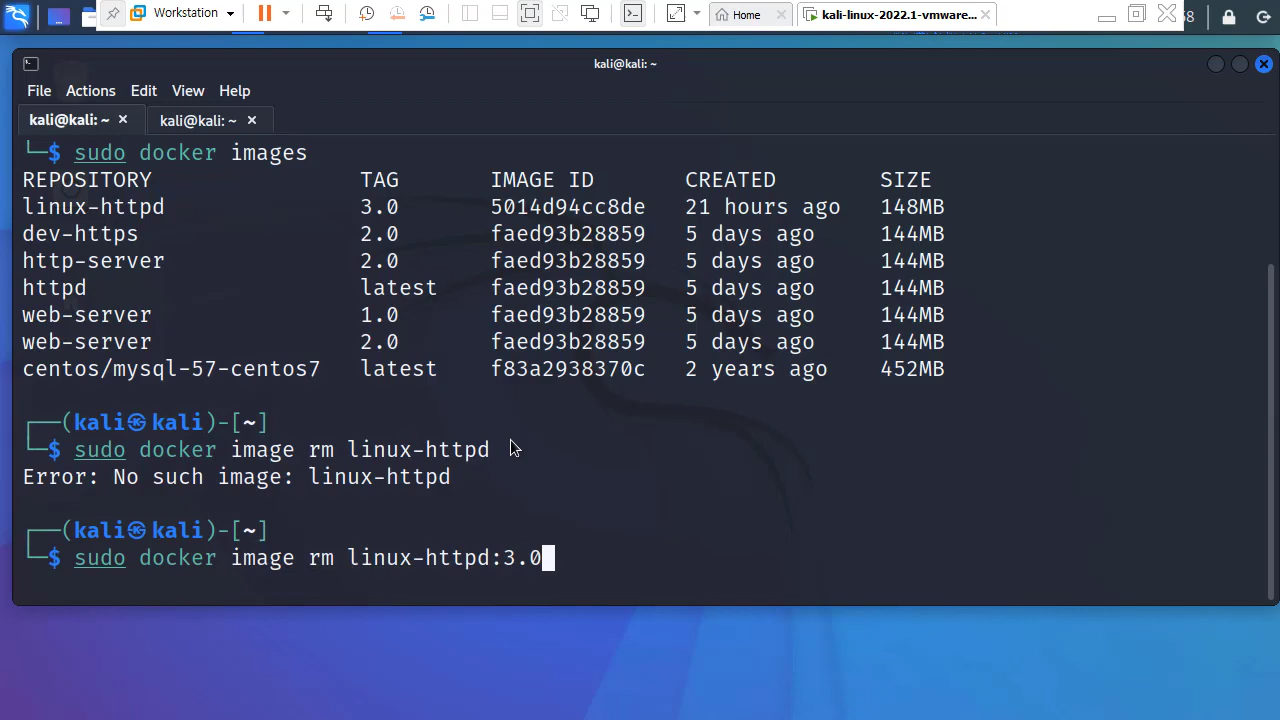 Workstation
Home
kali-linux-2022.1-vmware...
58
kali@kali: ~
File Actions Edit View Help
kali@kali: ~
kali@kali: ~
└─$ sudo docker images
REPOSITORY TAG IMAGE ID CREATED SIZE
linux-httpd 3.0 5014d94cc8de 21 hours ago 148MB
dev-https 2.0 faed93b28859 5 days ago 144MB
http-server 2.0 faed93b28859 5 days ago 144MB
httpd latest faed93b28859 5 days ago 144MB
web-server 1.0 faed93b28859 5 days ago 144MB
web-server 2.0 faed93b28859 5 days ago 144MB
centos/mysql-57-centos7 latest f83a2938370c 2 years ago 452MB
┌──(kali㉿kali)-[~]
└─$ sudo docker image rm linux-httpd
Error: No such image: linux-httpd
┌──(kali㉿kali)-[~]
└─$ sudo docker image rm linux-httpd:3.0